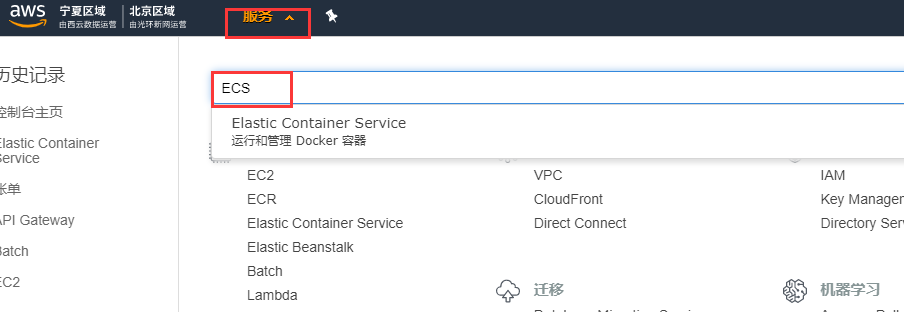 aws 宁夏区域 北京区域 服务
由西云数据运营 由光环新网运营
历史记录
控制台主页
Elastic Container
Service
账单
API Gateway
Batch
EC2
ECS
Elastic Container Service
运行和管理 Docker 容器
EC2
ECR
Elastic Container Service
Elastic Beanstalk
Batch
Lambda
VPC
CloudFront
Direct Connect
迁移
IAM
Key Manager
Directory Ser
机器学习